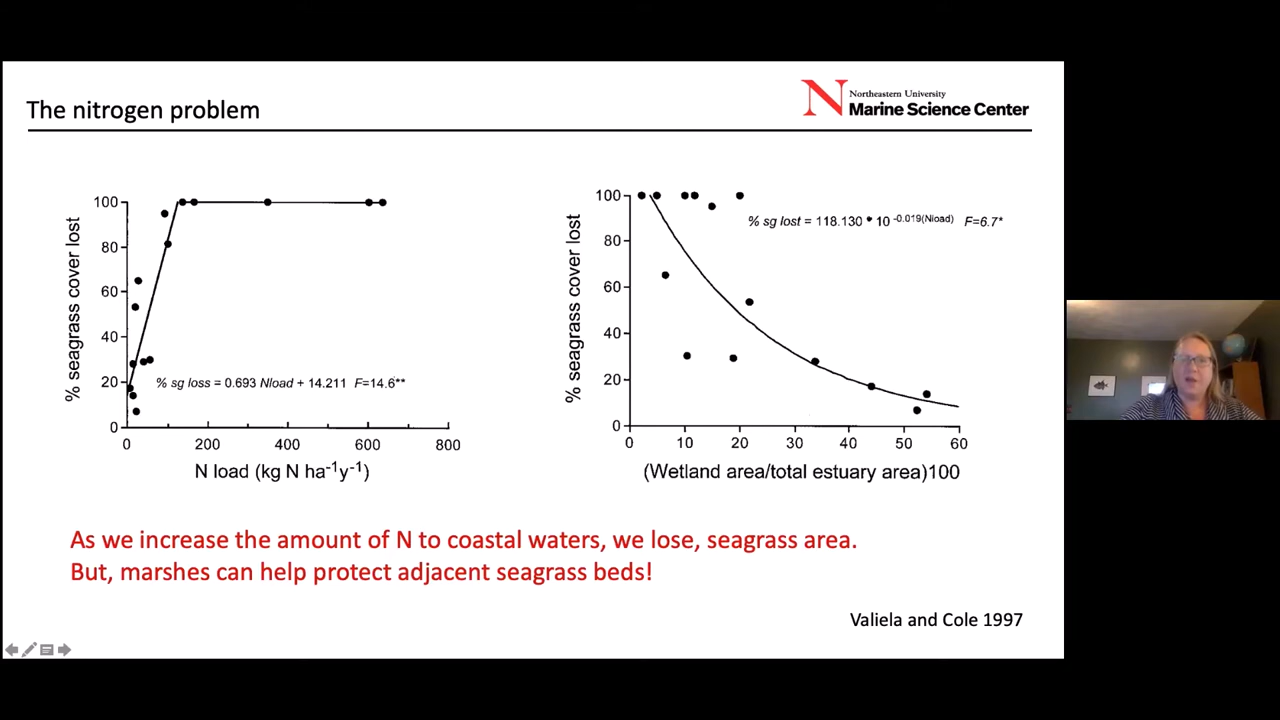 The nitrogen problem
N Northeastern University
Marine Science Center
% seagrass cover lost
100
80
60
40
20
0
% sg loss = 0.693 Nload + 14.211 F=14.6**
0 200 400 600 800
N load (kg N ha-1y-1)
% seagrass cover lost
100
80
60
40
20
0
% sg lost = 118.130 * 10 -0.019(Nload) F=6.7*
0 10 20 30 40 50 60
(Wetland area/total estuary area)100
As we increase the amount of N to coastal waters, we lose, seagrass area.
But, marshes can help protect adjacent seagrass beds!
Valiela and Cole 1997